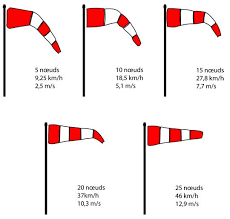 5 nœuds
9,25 km/h
2,5 m/s
10 nœuds
18,5 km/h
5,1 m/s
15 nœuds
27,8 km/h
7,7 m/s
20 nœuds
37km/h
10,3 m/s
25 nœuds
46 km/h
12,9 m/s